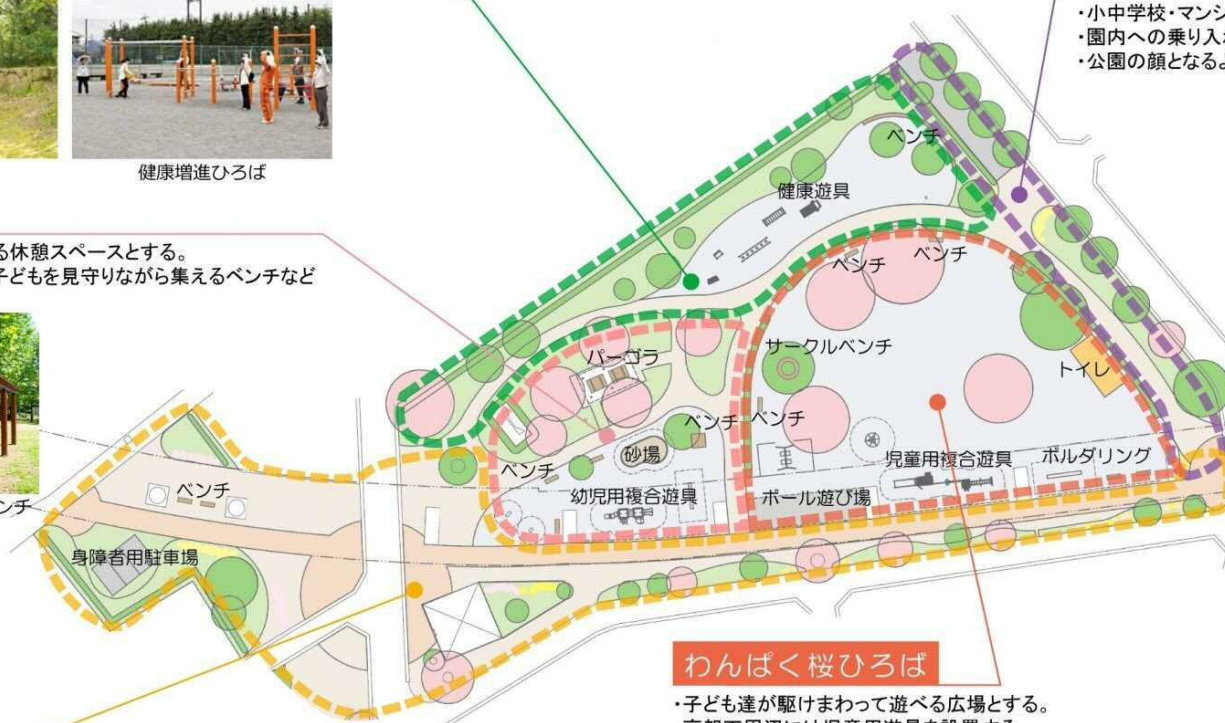 ・小中学校・マンシ
・園内への乗り入
・公園の顔となるよ
健康増進ひろば
る休憩スペースとする。
子どもを見守りながら集えるベンチなど
ンチ
ベンチ
健康遊具
ベンチ
ベンチ
パーゴラ
サークルベンチ
トイレ
ベンチ
ベンチ
砂場
ベンチ
児童用複合遊具
ボルダリング
ベンチ
幼児用複合遊具
ボール遊び場
身障者用駐車場
わんぱく桜ひろば
・子ども達が駆けまわって遊べる広場とする。